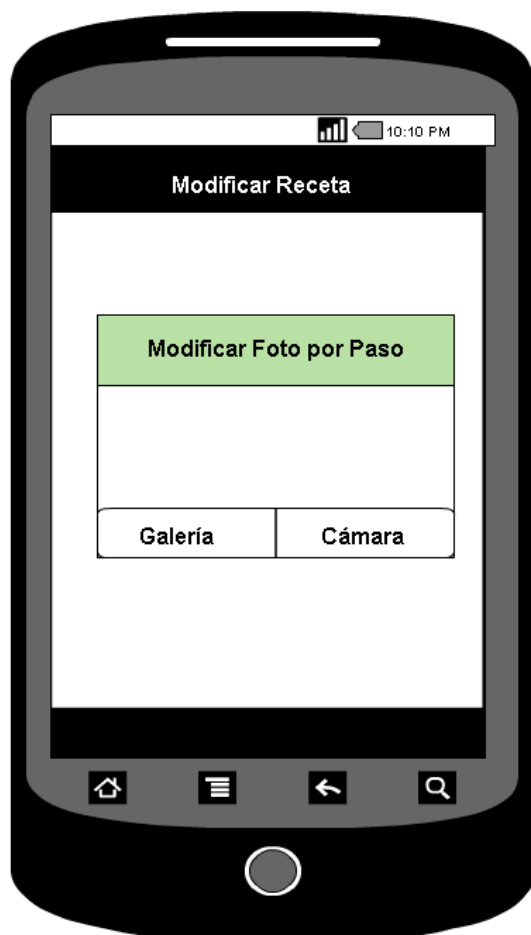 10:10 PM
Modificar Receta
Modificar Foto por Paso
Galería
Cámara